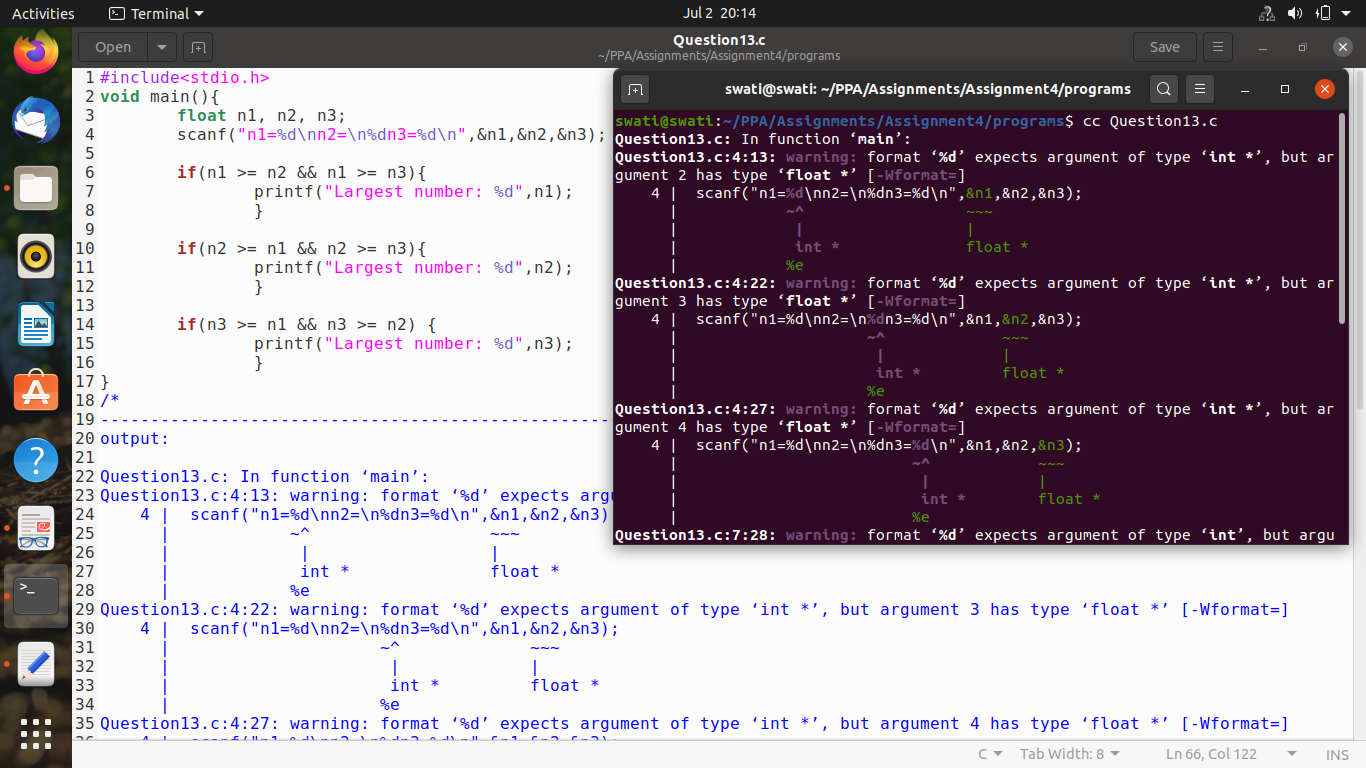 Activities Terminal Jul 2 20:14
Open Question13.c Save
~/PPA/Assignments/Assignment4/programs
1 #include<stdio.h>
2 void main(){
3 float n1, n2, n3;
4 scanf("n1=%d\nn2=\n%dn3=%d\n",&n1,&n2,&n3);
5
6 if(n1 >= n2 && n1 >= n3){
7 printf("Largest number: %d",n1);
8 }
9
10 if(n2 >= n1 && n2 >= n3){
11 printf("Largest number: %d",n2);
12 }
13
14 if(n3 >= n1 && n3 >= n2) {
15 printf("Largest number: %d",n3);
16 }
17 }
18 /*
19 ---------------------------------------------------
20 output:
21
22 Question13.c: In function ‘main’:
23 Question13.c:4:13: warning: format ‘%d’ expects argu
24 4 | scanf("n1=%d\nn2=\n%dn3=%d\n",&n1,&n2,&n3)
25 | ~^ ~~~
26 | | |
27 | int * float *
28 | %e
29 Question13.c:4:22: warning: format ‘%d’ expects argument of type ‘int *’, but argument 3 has type ‘float *’ [-Wformat=]
30 4 | scanf("n1=%d\nn2=\n%dn3=%d\n",&n1,&n2,&n3);
31 | ~^ ~~~
32 | | |
33 | int * float *
34 | %e
35 Question13.c:4:27: warning: format ‘%d’ expects argument of type ‘int *’, but argument 4 has type ‘float *’ [-Wformat=]
36 4 | scanf("n1=%d\nn2=\n%dn3=%d\n",&n1,&n2,&n3);
C Tab Width: 8 Ln 66, Col 122 INS
swati@swati: ~/PPA/Assignments/Assignment4/programs
swati@swati:~/PPA/Assignments/Assignment4/programs$ cc Question13.c
Question13.c: In function ‘main’:
Question13.c:4:13: warning: format ‘%d’ expects argument of type ‘int *’, but ar
gument 2 has type ‘float *’ [-Wformat=]
4 | scanf("n1=%d\nn2=\n%dn3=%d\n",&n1,&n2,&n3);
| ~^ ~~~
| | |
| int * float *
| %e
Question13.c:4:22: warning: format ‘%d’ expects argument of type ‘int *’, but ar
gument 3 has type ‘float *’ [-Wformat=]
4 | scanf("n1=%d\nn2=\n%dn3=%d\n",&n1,&n2,&n3);
| ~^ ~~~
| | |
| int * float *
| %e
Question13.c:4:27: warning: format ‘%d’ expects argument of type ‘int *’, but ar
gument 4 has type ‘float *’ [-Wformat=]
4 | scanf("n1=%d\nn2=\n%dn3=%d\n",&n1,&n2,&n3);
| ~^ ~~~
| | |
| int * float *
| %e
Question13.c:7:28: warning: format ‘%d’ expects argument of type ‘int’, but argu